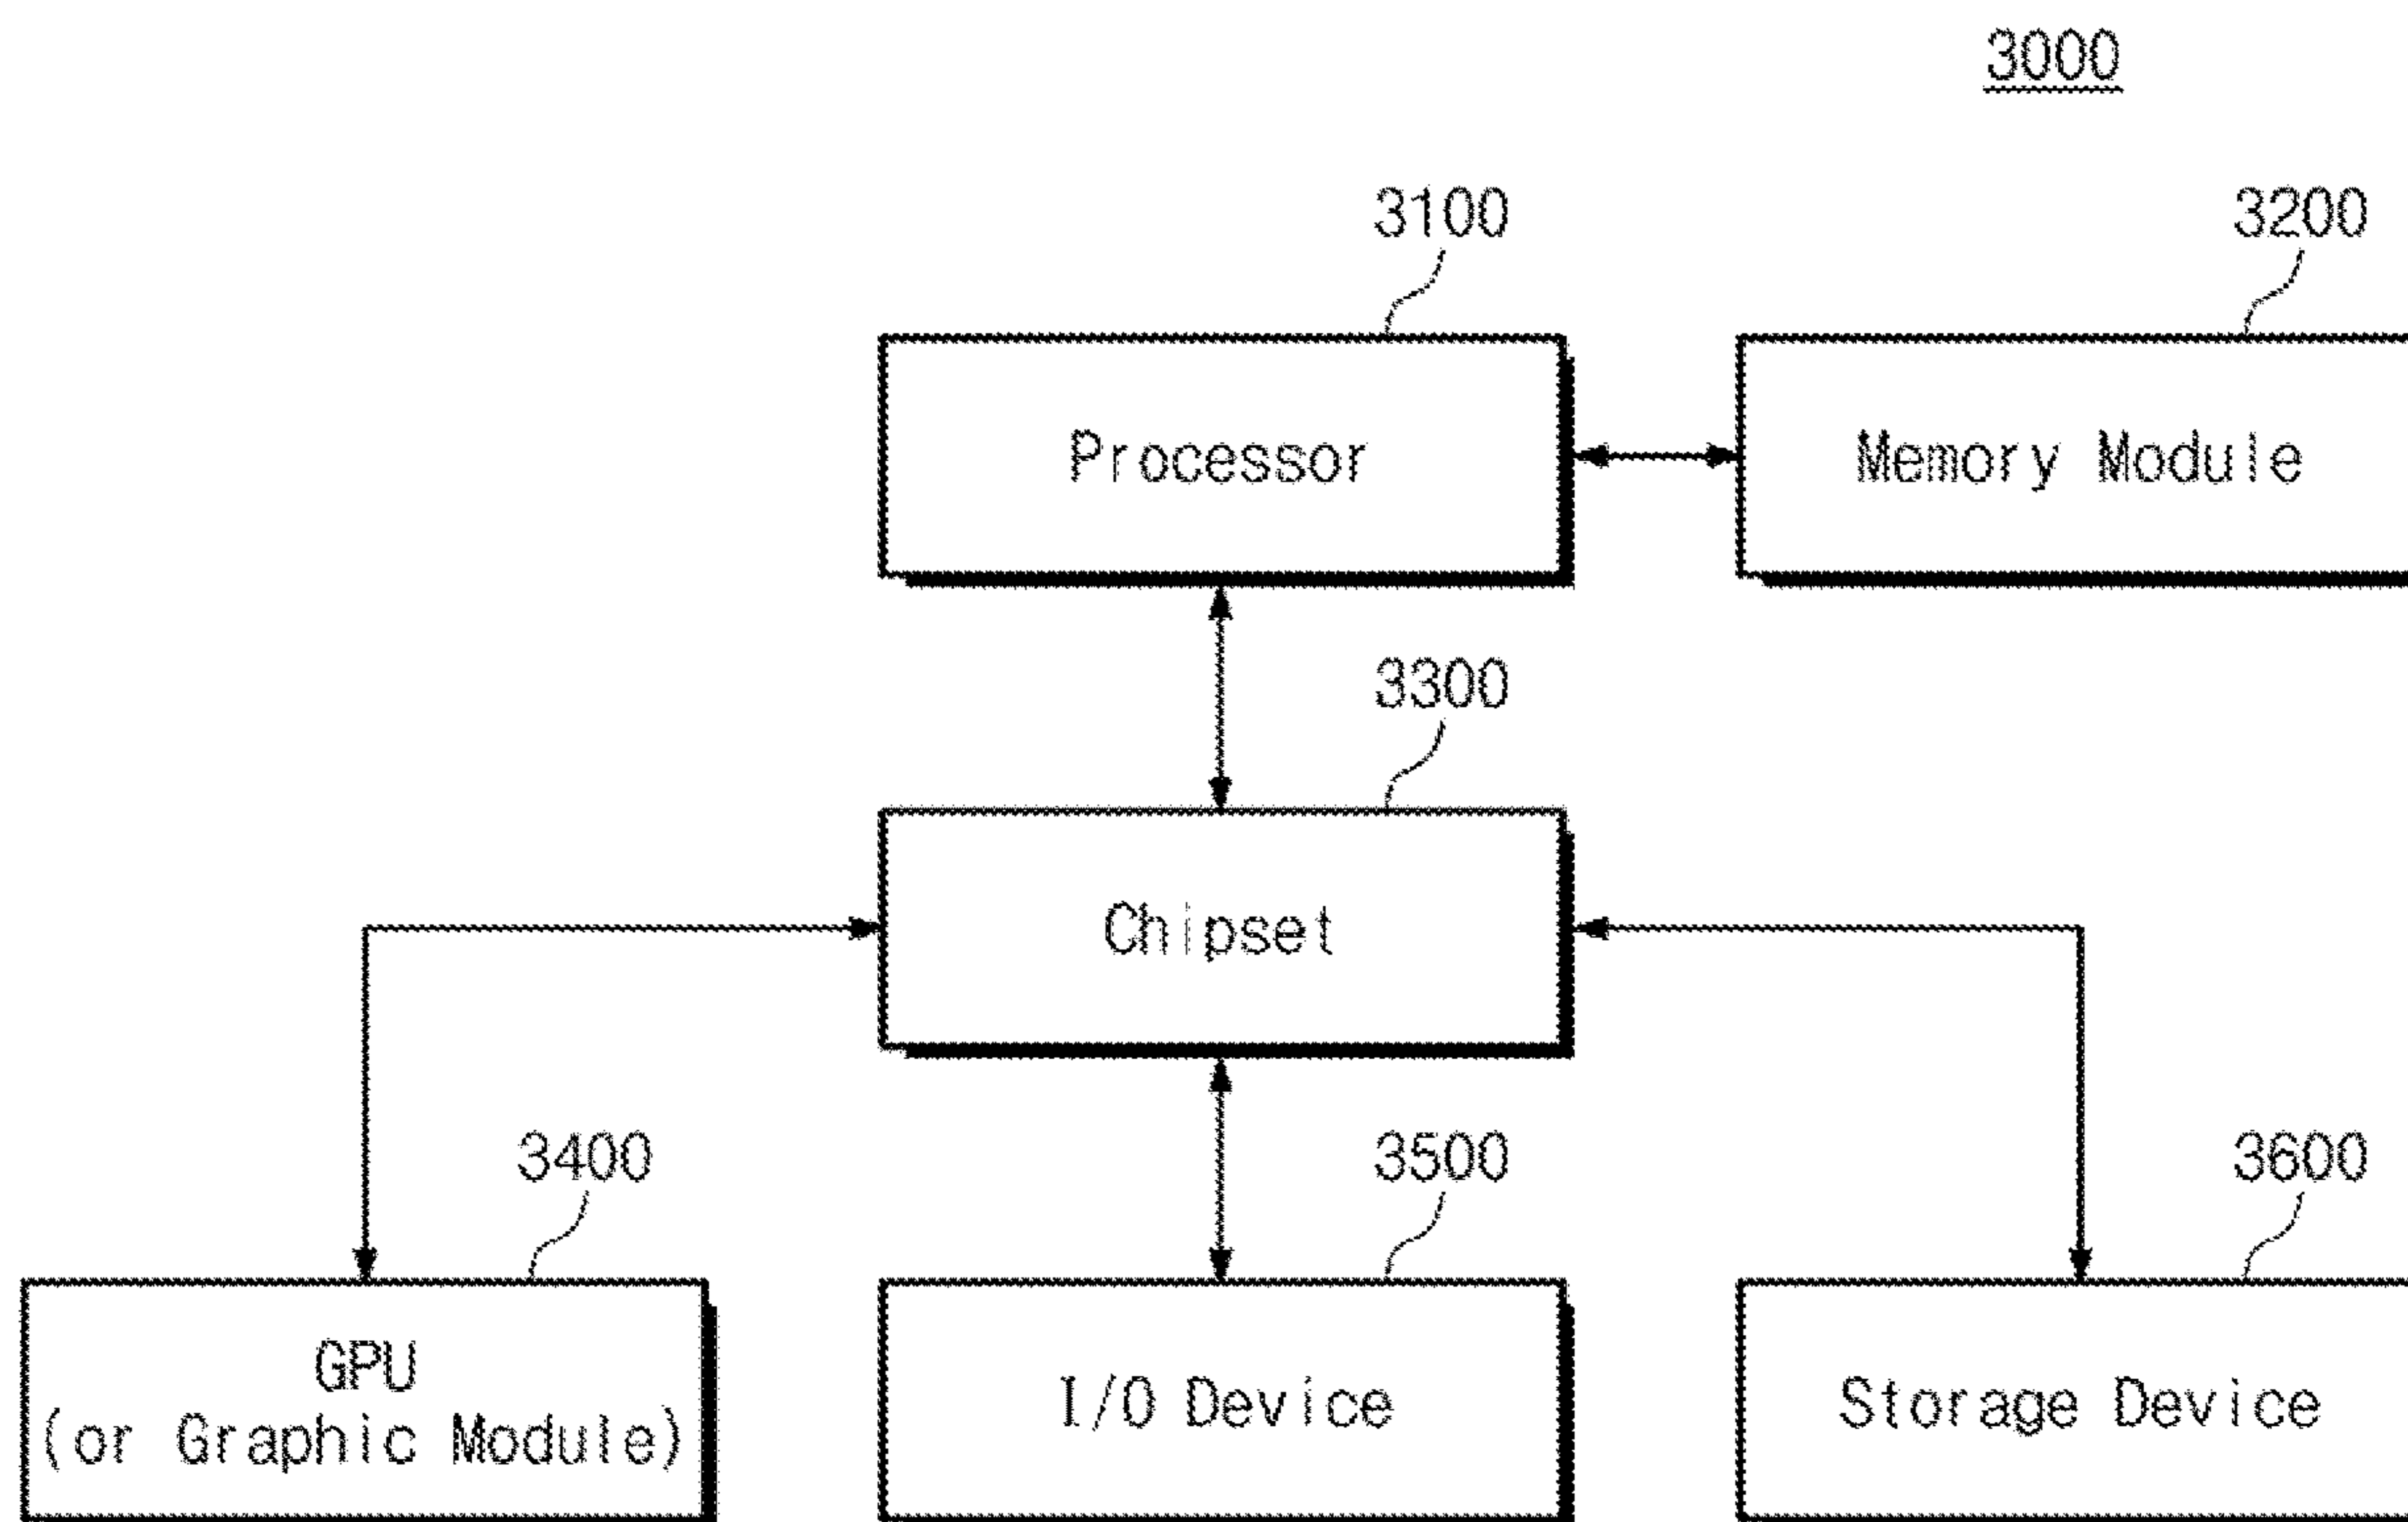 3000
3100
3200
Processor
Memory Module
3300
Chipset
3400
3500
3600
GPU
(or Graphic Module)
I/O Device
Storage Device